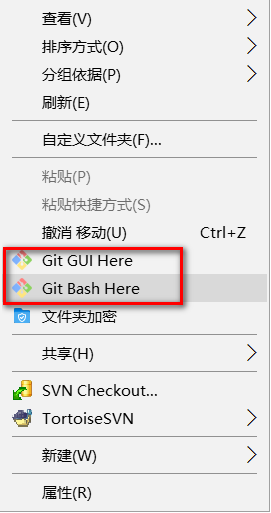 查看(V)
排序方式(O)
分组依据(P)
刷新(E)
自定义文件夹(F)...
粘贴(P)
粘贴快捷方式(S)
撤消 移动(U) Ctrl+Z
Git GUI Here
Git Bash Here
文件夹加密
共享(H)
SVN Checkout...
TortoiseSVN
新建(W)
属性(R)